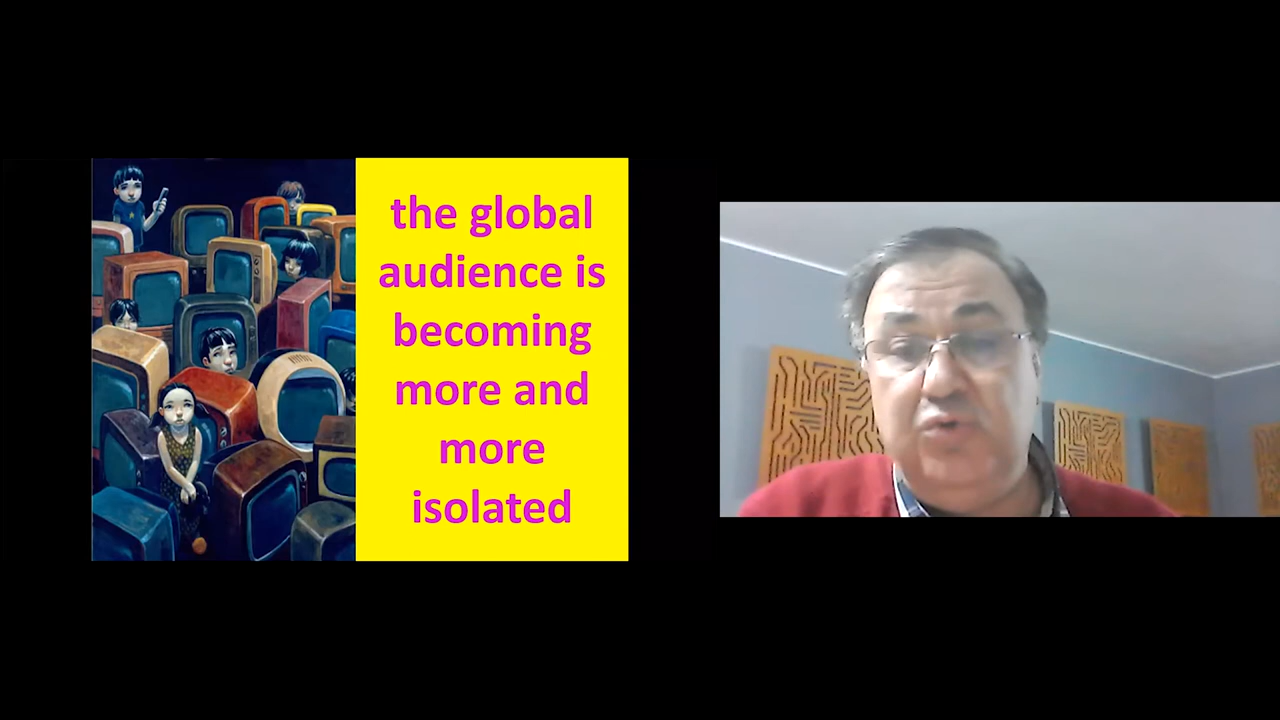 the global
audience is
becoming
more and
more
isolated